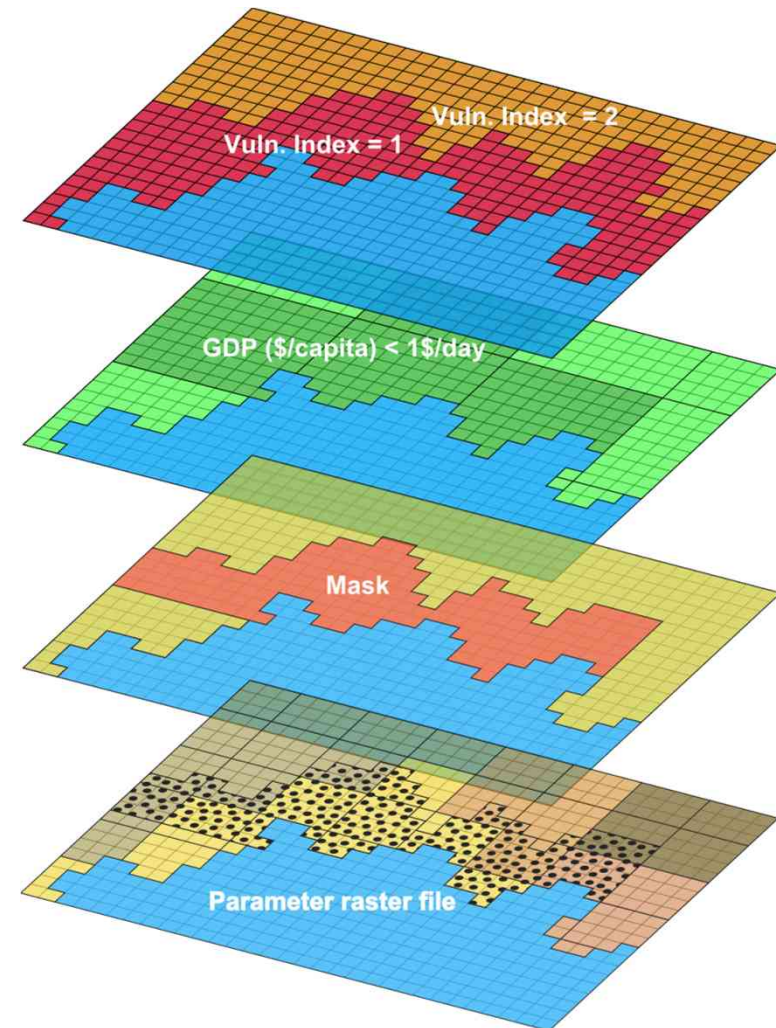 Vuln. Index = 2
Vuln. Index = 1
GDP ($/capita) < 1$/day
Mask
Parameter raster file